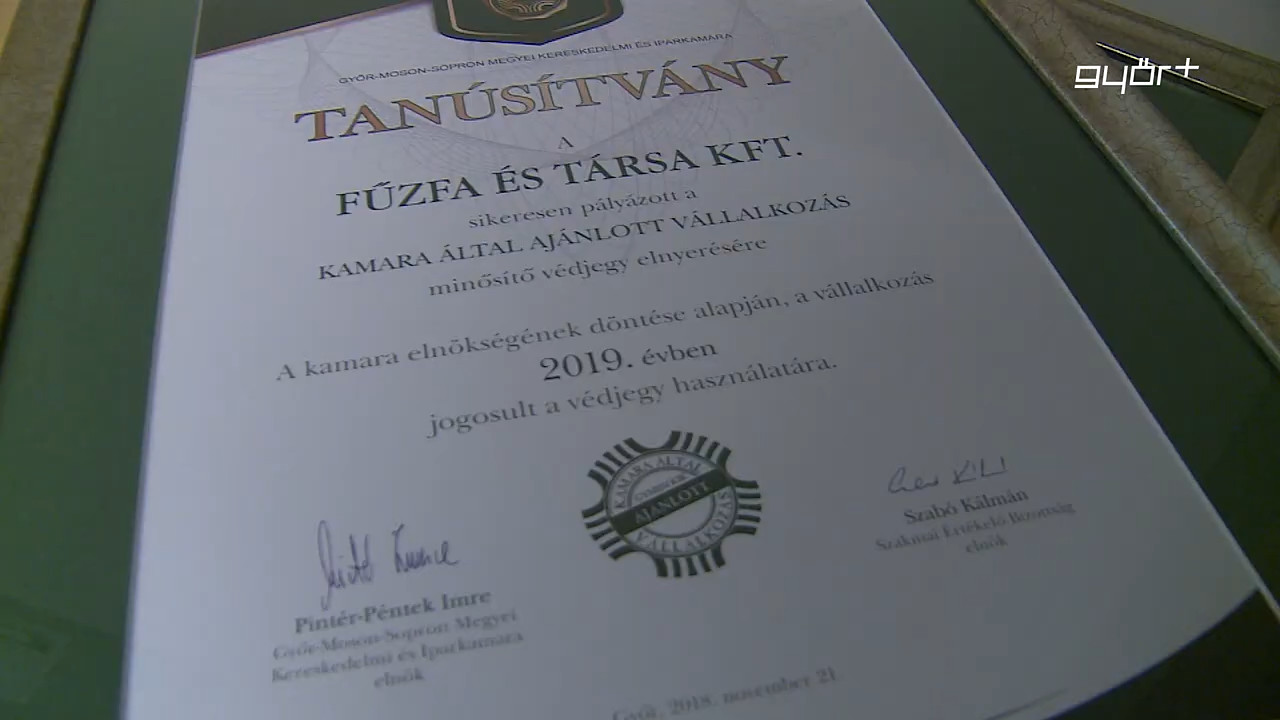 győr+
GYŐR-MOSON-SOPRON MEGYEI KERESKEDELMI ÉS IPARKAMARA
TANÚSÍTVÁNY
A
FŰZFA ÉS TÁRSA KFT.
sikeresen pályázott a
KAMARA ÁLTAL AJÁNLOTT VÁLLALKOZÁS
minősítő védjegy elnyerésére
A kamara elnökségének döntése alapján, a vállalkozás
2019. évben
jogosult a védjegy használatára.
KAMARA ÁLTAL
AJÁNLOTT
VÁLLALKOZÁS
Szabó Kálmán
Szakmai Értékelő Bizottság
elnök
Pintér-Péntek Imre
Győr-Moson-Sopron Megyei
Kereskedelmi és Iparkamara
elnök
Győr, 2018. november 21.